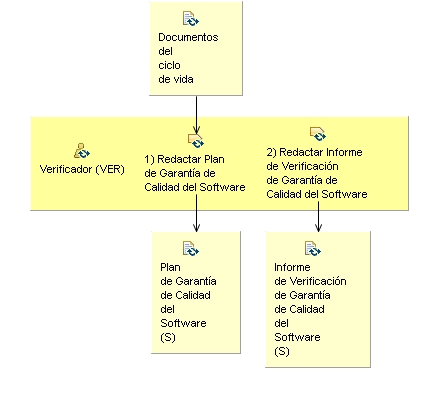 Documentos
del
ciclo
de vida
Verificador (VER)
1) Redactar Plan
de Garantía de
Calidad del Software
2) Redactar Informe
de Verificación
de Garantía de
Calidad del Software
Plan
de Garantía
de Calidad
del
Software
(S)
Informe
de Verificación
de Garantía
de Calidad
del
Software
(S)